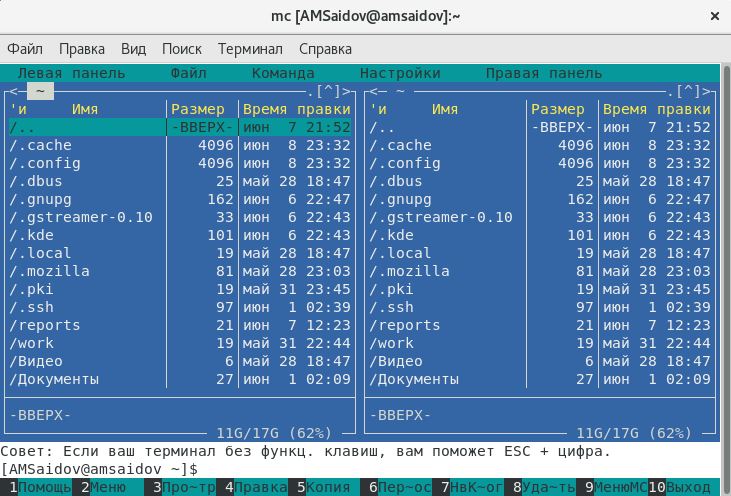 mc [AMSaidov@amsaidov]:~
Файл Правка Вид Поиск Терминал Справка
Левая панель Файл Команда Настройки Правая панель
<─ ~ ─.[^]> <─ ~ ─.[^]>
'и Имя Размер Время правки 'и Имя Размер Время правки
/.. -ВВЕРХ- июн 7 21:52 /.. -ВВЕРХ- июн 7 21:52
/.cache 4096 июн 8 23:32 /.cache 4096 июн 8 23:32
/.config 4096 июн 8 23:32 /.config 4096 июн 8 23:32
/.dbus 25 май 28 18:47 /.dbus 25 май 28 18:47
/.gnupg 162 июн 6 22:47 /.gnupg 162 июн 6 22:47
/.gstreamer-0.10 33 июн 6 22:43 /.gstreamer-0.10 33 июн 6 22:43
/.kde 101 июн 6 22:43 /.kde 101 июн 6 22:43
/.local 19 май 28 18:47 /.local 19 май 28 18:47
/.mozilla 81 май 28 23:03 /.mozilla 81 май 28 23:03
/.pki 19 май 31 23:45 /.pki 19 май 31 23:45
/.ssh 97 июн 1 02:39 /.ssh 97 июн 1 02:39
/reports 21 июн 7 12:23 /reports 21 июн 7 12:23
/work 19 май 31 22:44 /work 19 май 31 22:44
/Видео 6 май 28 18:47 /Видео 6 май 28 18:47
/Документы 27 июн 1 02:09 /Документы 27 июн 1 02:09
-ВВЕРХ- -ВВЕРХ-
11G/17G (62%) 11G/17G (62%)
Совет: Если ваш терминал без функц. клавиш, вам поможет ESC + цифра.
[AMSaidov@amsaidov ~]$
1Помощь 2Меню 3Про~тр 4Правка 5Копия 6Пер~ос 7НвК~ог 8Уда~ть 9МенюМС 10Выход